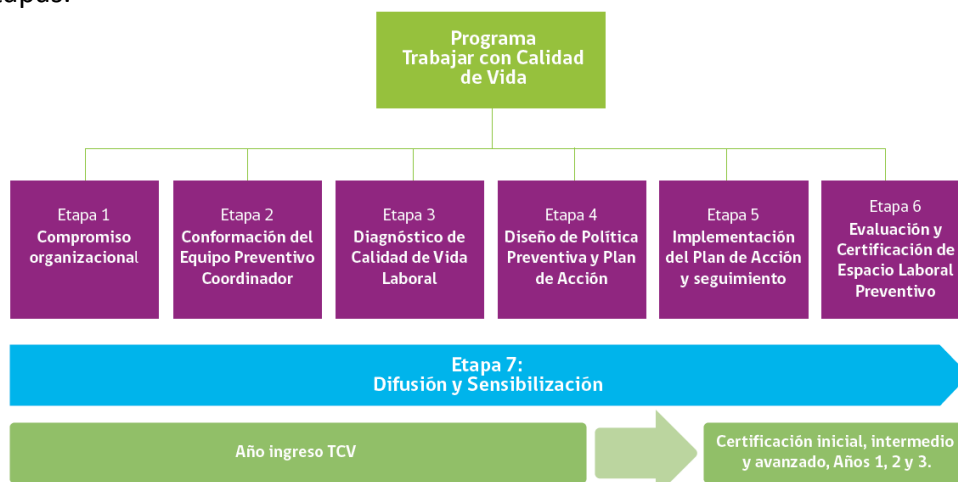 Programa
Trabajar con Calidad
de Vida
Etapa 1
Compromiso
organizacional
Etapa 2
Conformación del
Equipo Preventivo
Coordinador
Etapa 3
Diagnóstico de
Calidad de Vida
Laboral
Etapa 4
Diseño de Política
Preventiva y Plan
de Acción
Etapa 5
Implementación
del Plan de Acción
y seguimiento
Etapa 6
Evaluación y
Certificación de
Espacio Laboral
Preventivo
Etapa 7:
Difusión y Sensibilización
Año ingreso TCV
Certificación inicial, intermedio
y avanzado, Años 1, 2 y 3.